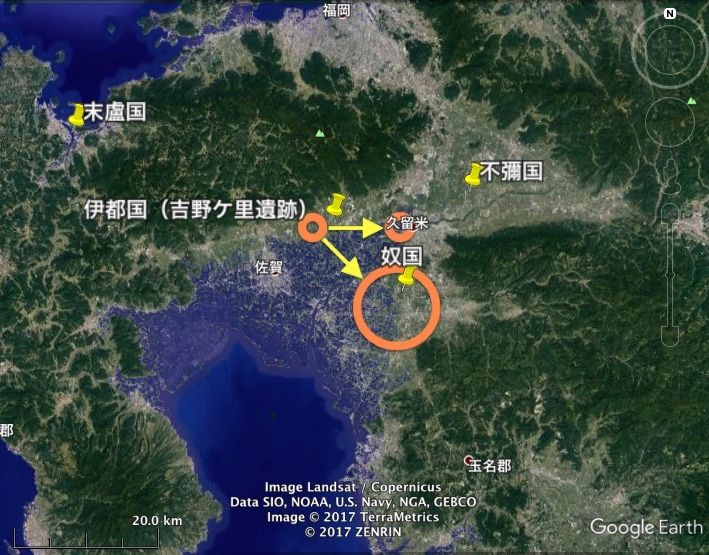 福岡
N
末盧国
不彌国
伊都国（吉野ケ里遺跡）
久留米
奴国
佐賀
郡
玉名郡
Image Landsat / Copernicus
Data SIO, NOAA, U.S. Navy, NGA, GEBCO
Image © 2017 TerraMetrics
© 2017 ZENRIN
20.0 km
Google Earth